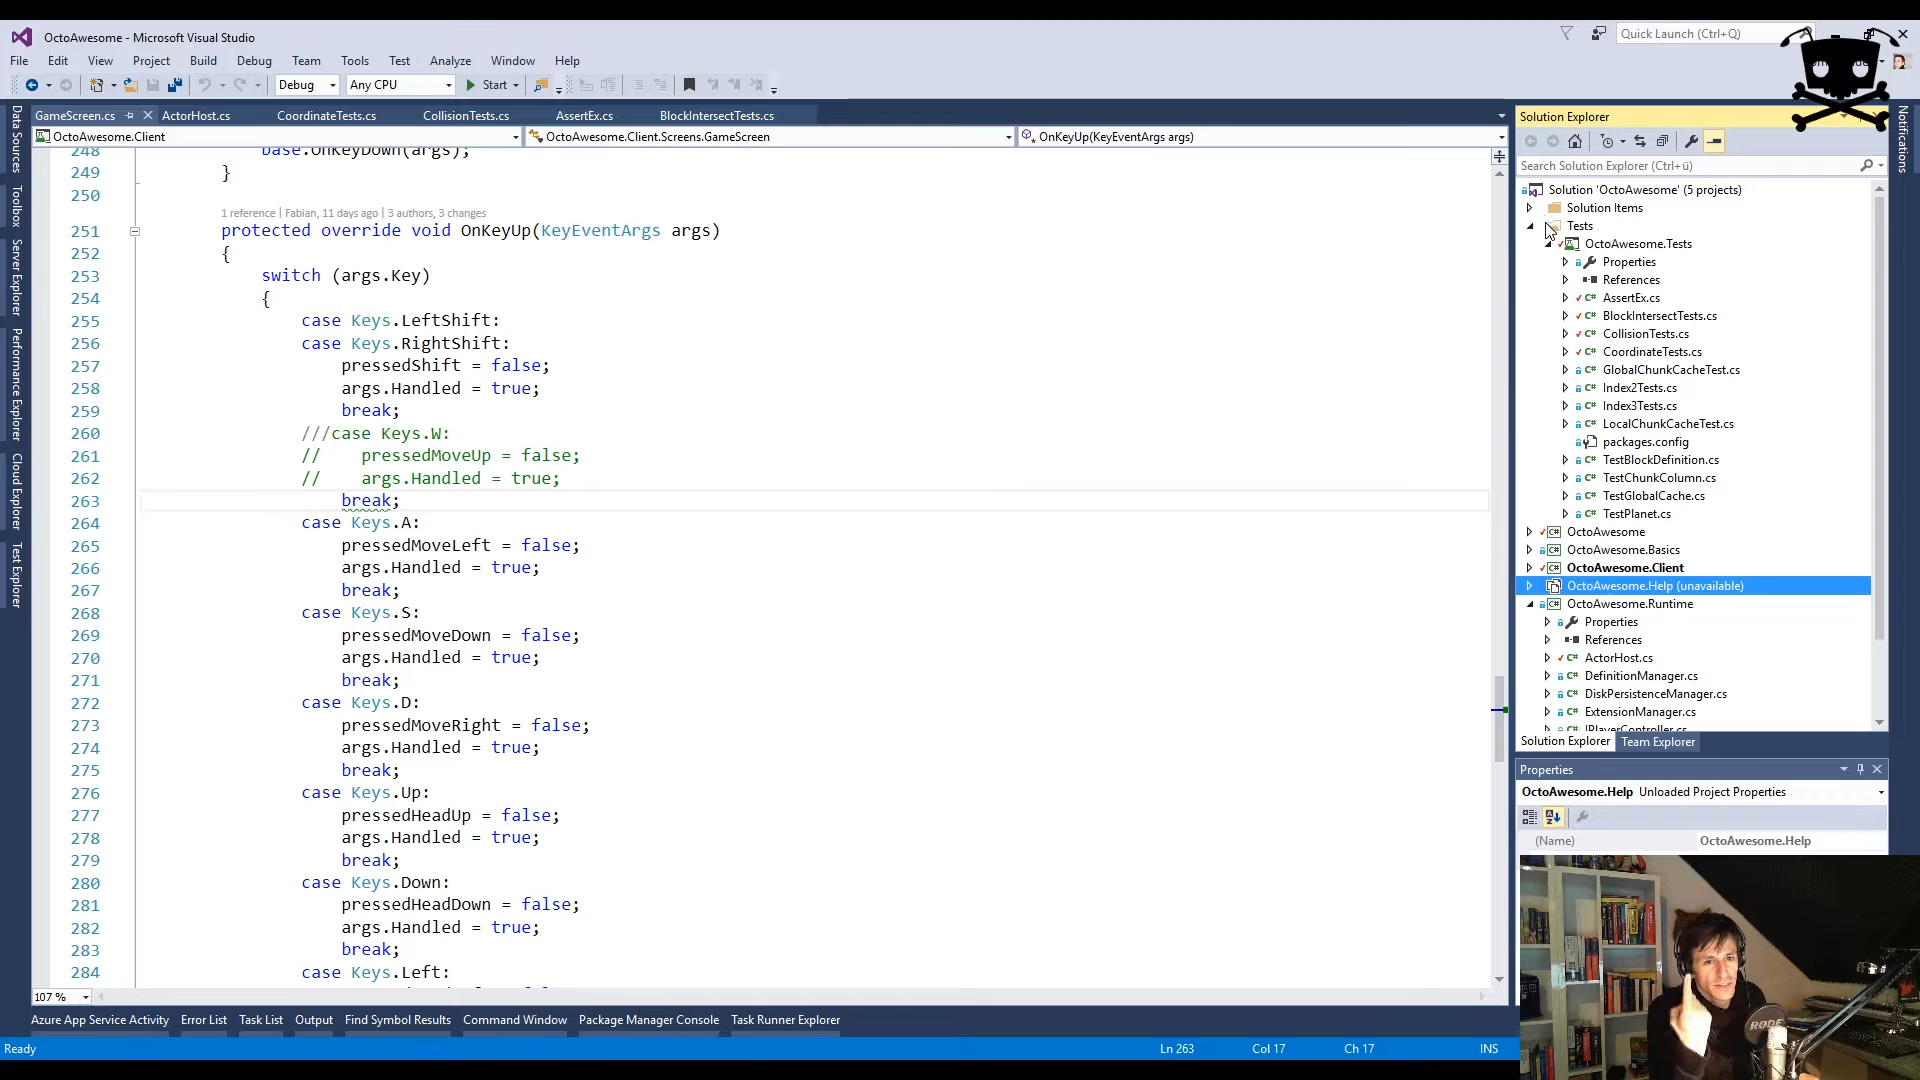 OctoAwesome - Microsoft Visual Studio
Quick Launch (Ctrl+Q)
File Edit View Project Build Debug Team Tools Test Analyze Window Help
Debug Any CPU Start
GameScreen.cs ActorHost.cs CoordinateTests.cs CollisionTests.cs AssertEx.cs BlockIntersectTests.cs
OctoAwesome.Client OctoAwesome.Client.Screens.GameScreen OnKeyUp(KeyEventArgs args)
Data Sources
Toolbox
Server Explorer
Performance Explorer
Cloud Explorer
Test Explorer
248 base.OnKeyDown(args);
249 }
250
1 reference | Fabian, 11 days ago | 3 authors, 3 changes
251 protected override void OnKeyUp(KeyEventArgs args)
252 {
253 switch (args.Key)
254 {
255 case Keys.LeftShift:
256 case Keys.RightShift:
257 pressedShift = false;
258 args.Handled = true;
259 break;
260 ///case Keys.W:
261 // pressedMoveUp = false;
262 // args.Handled = true;
263 break;
264 case Keys.A:
265 pressedMoveLeft = false;
266 args.Handled = true;
267 break;
268 case Keys.S:
269 pressedMoveDown = false;
270 args.Handled = true;
271 break;
272 case Keys.D:
273 pressedMoveRight = false;
274 args.Handled = true;
275 break;
276 case Keys.Up:
277 pressedHeadUp = false;
278 args.Handled = true;
279 break;
280 case Keys.Down:
281 pressedHeadDown = false;
282 args.Handled = true;
283 break;
284 case Keys.Left:
107 %
Azure App Service Activity Error List Task List Output Find Symbol Results Command Window Package Manager Console Task Runner Explorer
Ready Ln 263 Col 17 Ch 17 INS
Solution Explorer
Search Solution Explorer (Ctrl+ü)
Solution 'OctoAwesome' (5 projects)
Solution Items
Tests
OctoAwesome.Tests
Properties
References
AssertEx.cs
BlockIntersectTests.cs
CollisionTests.cs
CoordinateTests.cs
GlobalChunkCacheTest.cs
Index2Tests.cs
Index3Tests.cs
LocalChunkCacheTest.cs
packages.config
TestBlockDefinition.cs
TestChunkColumn.cs
TestGlobalCache.cs
TestPlanet.cs
OctoAwesome
OctoAwesome.Basics
OctoAwesome.Client
OctoAwesome.Help (unavailable)
OctoAwesome.Runtime
Properties
References
ActorHost.cs
DefinitionManager.cs
DiskPersistenceManager.cs
ExtensionManager.cs
IPlayerController.cs
Solution Explorer Team Explorer
Properties
OctoAwesome.Help Unloaded Project Properties
(Name) OctoAwesome.Help
Notifications
RØDE